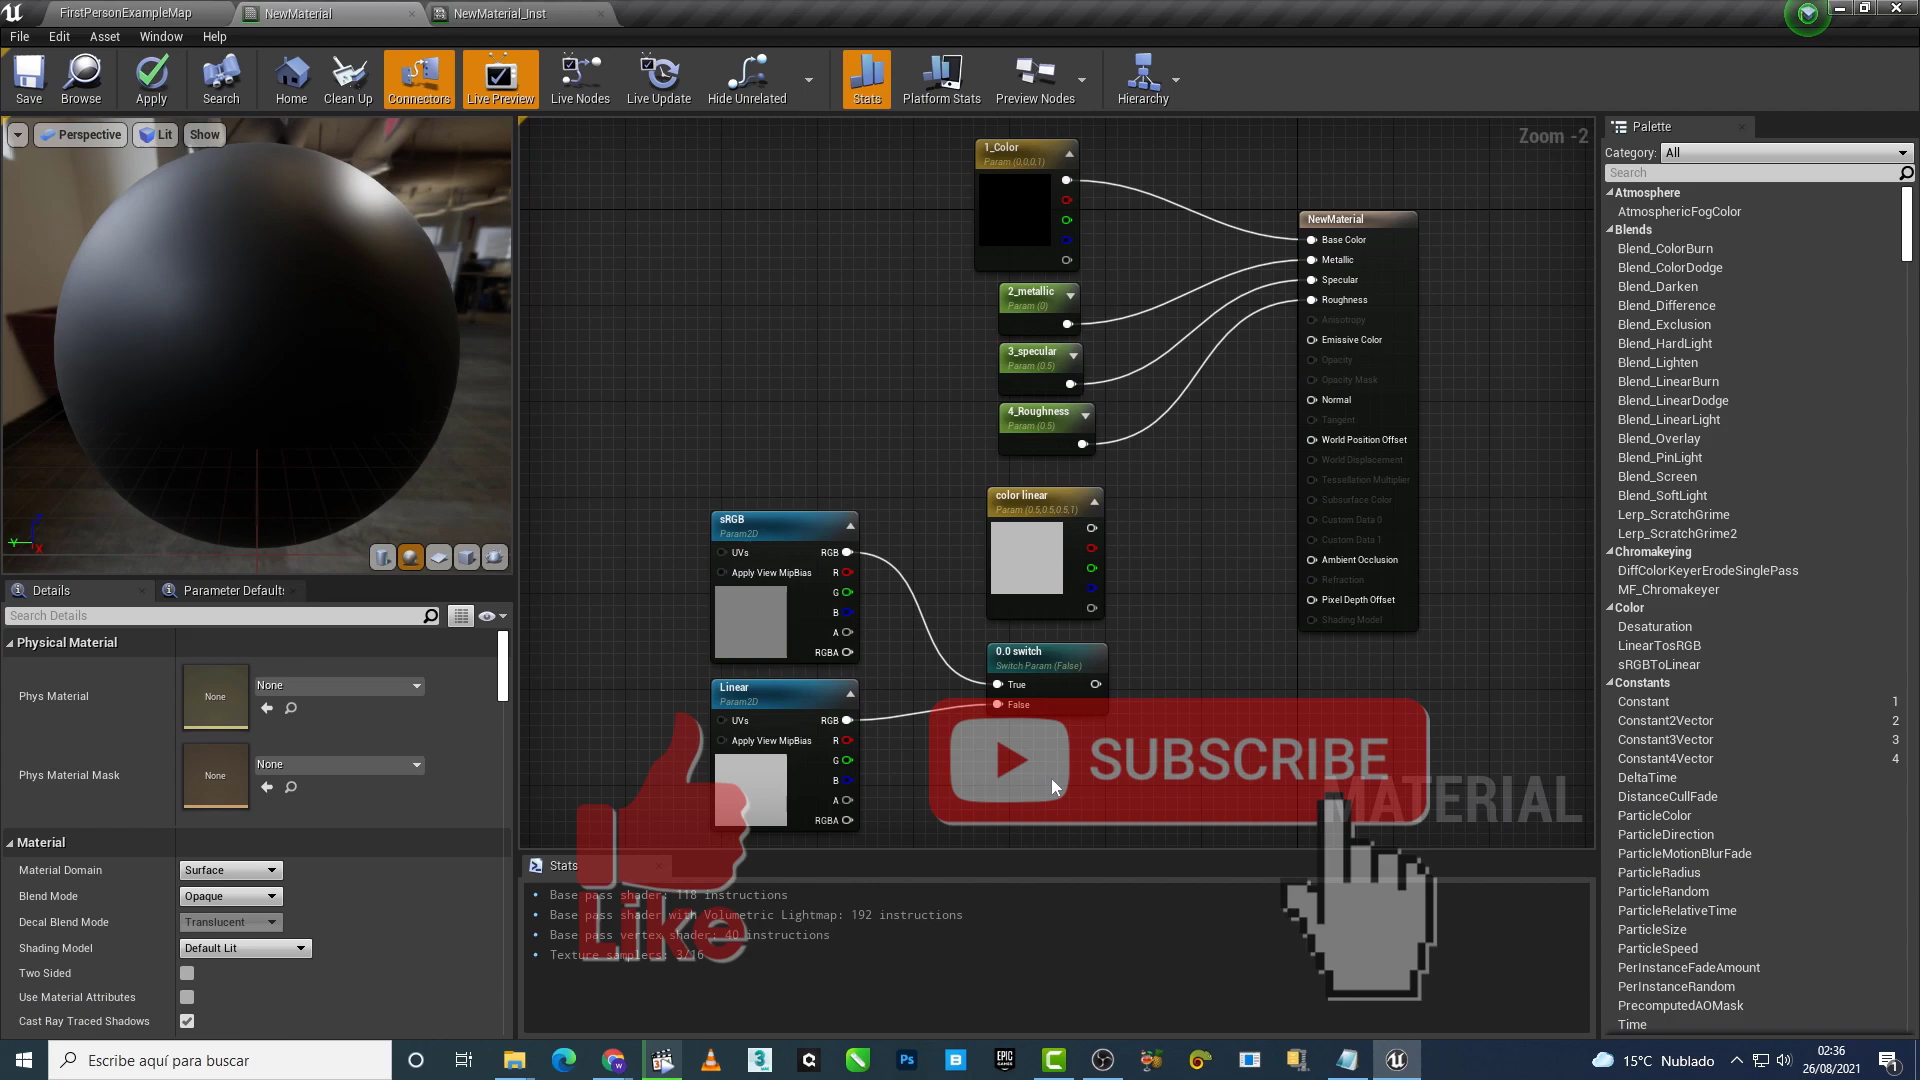 FirstPersonExampleMap
NewMaterial
NewMaterial_Inst
File Edit Asset Window Help
Save
Browse
Apply
Search
Home
Clean Up
Connectors
Live Preview
Live Nodes
Live Update
Hide Unrelated
Stats
Platform Stats
Preview Nodes
Hierarchy
Perspective
Lit
Show
Zoom -2
1_Color
Param (0,0,0,1)
2_metallic
Param (0)
3_specular
Param (0.5)
4_Roughness
Param (0.5)
NewMaterial
Base Color
Metallic
Specular
Roughness
Anisotropy
Emissive Color
Opacity
Opacity Mask
Normal
Tangent
World Position Offset
World Displacement
Tessellation Multiplier
Subsurface Color
Custom Data 0
Custom Data 1
Ambient Occlusion
Refraction
Pixel Depth Offset
Shading Model
color linear
Param (0.5,0.5,0.5,1)
sRGB
Param2D
UVs RGB
Apply View MipBias R
G
B
A
RGBA
0.0 switch
Switch Param (False)
True
False
Linear
Param2D
UVs RGB
Apply View MipBias R
G
B
A
RGBA
SUBSCRIBE
MATERIAL
Like
Stats
Base pass shader: 118 instructions
Base pass shader with Volumetric Lightmap: 192 instructions
Base pass vertex shader: 40 instructions
Texture samplers: 3/16
Details
Parameter Default
Search Details
Physical Material
Phys Material
None
None
Phys Material Mask
None
None
Material
Material Domain Surface
Blend Mode Opaque
Decal Blend Mode Translucent
Shading Model Default Lit
Two Sided
Use Material Attributes
Cast Ray Traced Shadows
Palette
Category: All
Search
Atmosphere
AtmosphericFogColor
Blends
Blend_ColorBurn
Blend_ColorDodge
Blend_Darken
Blend_Difference
Blend_Exclusion
Blend_HardLight
Blend_Lighten
Blend_LinearBurn
Blend_LinearDodge
Blend_LinearLight
Blend_Overlay
Blend_PinLight
Blend_Screen
Blend_SoftLight
Lerp_ScratchGrime
Lerp_ScratchGrime2
Chromakeying
DiffColorKeyerErodeSinglePass
MF_Chromakeyer
Color
Desaturation
LinearTosRGB
sRGBToLinear
Constants
Constant 1
Constant2Vector 2
Constant3Vector 3
Constant4Vector 4
DeltaTime
DistanceCullFade
ParticleColor
ParticleDirection
ParticleMotionBlurFade
ParticleRadius
ParticleRandom
ParticleRelativeTime
ParticleSize
ParticleSpeed
PerInstanceFadeAmount
PerInstanceRandom
PrecomputedAOMask
Time
Escribe aquí para buscar
15°C Nublado
02:36
26/08/2021